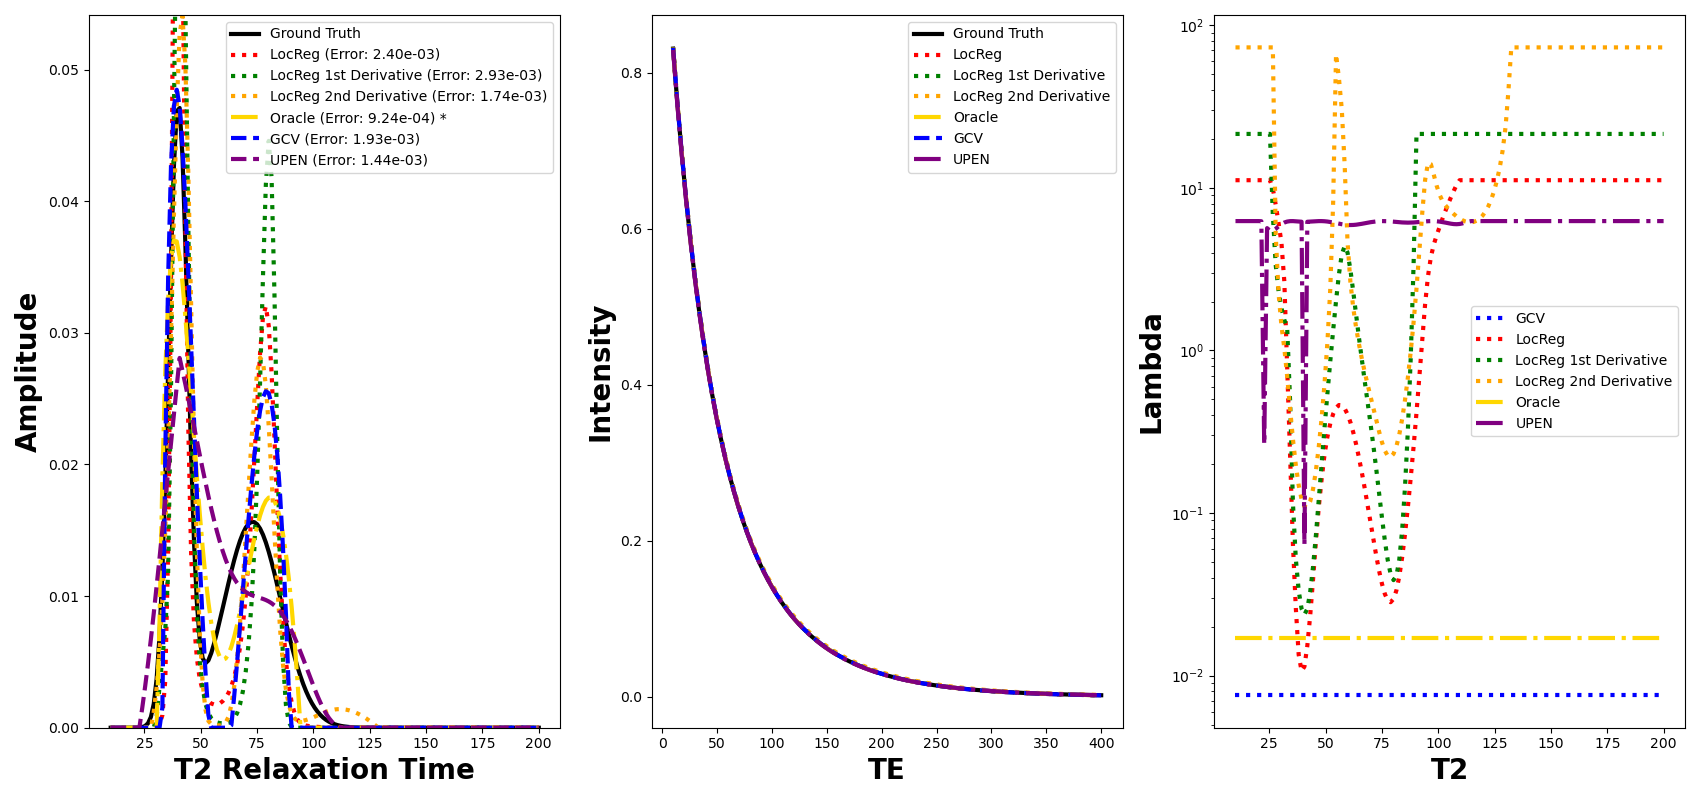 Amplitude
0.05
0.04
0.03
0.02
0.01
0.00
Ground Truth
LocReg (Error: 2.40e-03)
LocReg 1st Derivative (Error: 2.93e-03)
LocReg 2nd Derivative (Error: 1.74e-03)
Oracle (Error: 9.24e-04) *
GCV (Error: 1.93e-03)
UPEN (Error: 1.44e-03)
25 50 75 100 125 150 175 200
T2 Relaxation Time
Intensity
0.8
0.6
0.4
0.2
0.0
Ground Truth
LocReg
LocReg 1st Derivative
LocReg 2nd Derivative
Oracle
GCV
UPEN
0 50 100 150 200 250 300 350 400
TE
Lambda
10²
10¹
10⁰
10⁻¹
10⁻²
GCV
LocReg
LocReg 1st Derivative
LocReg 2nd Derivative
Oracle
UPEN
25 50 75 100 125 150 175 200
T2